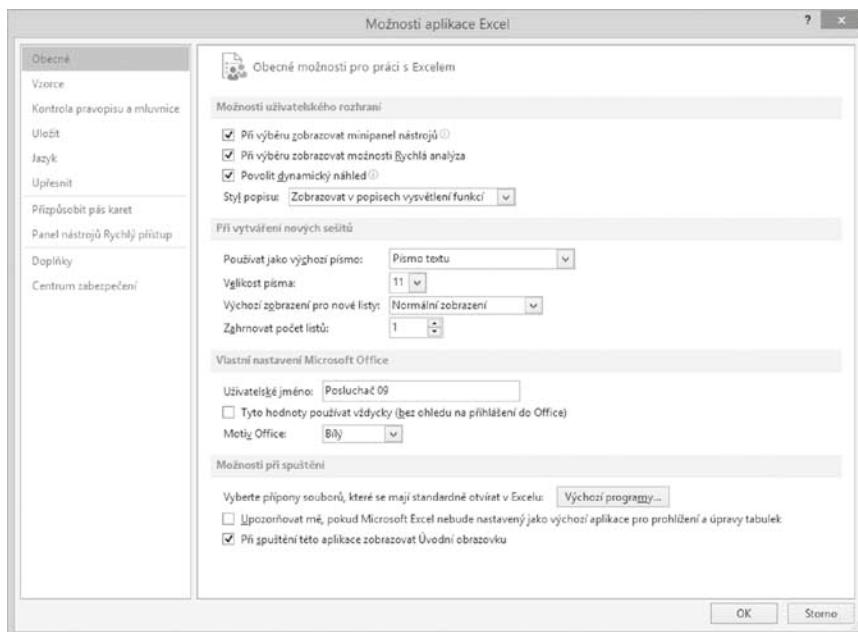 Možnosti aplikace Excel
? ×
Obecné
Vzorce
Kontrola pravopisu a mluvnice
Uložit
Jazyk
Upřesnit
Přizpůsobit pás karet
Panel nástrojů Rychlý přístup
Doplňky
Centrum zabezpečení
Obecné možnosti pro práci s Excelem
Možnosti uživatelského rozhraní
Při výběru zobrazovat minipanel nástrojů
Při výběru zobrazovat možnosti Rychlá analýza
Povolit dynamický náhled
Styl popisu: Zobrazovat v popisech vysvětlení funkcí
Při vytváření nových sešitů
Používat jako výchozí písmo: Písmo textu
Velikost písma: 11
Výchozí zobrazení pro nové listy: Normální zobrazení
Zahrnovat počet listů: 1
Vlastní nastavení Microsoft Office
Uživatelské jméno: Posluchač 09
Tyto hodnoty používat vždycky (bez ohledu na přihlášení do Office)
Motiv Office: Bílý
Možnosti při spuštění
Vyberte přípony souborů, které se mají standardně otvírat v Excelu: Výchozí programy...
Upozorňovat mě, pokud Microsoft Excel nebude nastavený jako výchozí aplikace pro prohlížení a úpravy tabulek
Při spuštění této aplikace zobrazovat Úvodní obrazovku
OK Storno